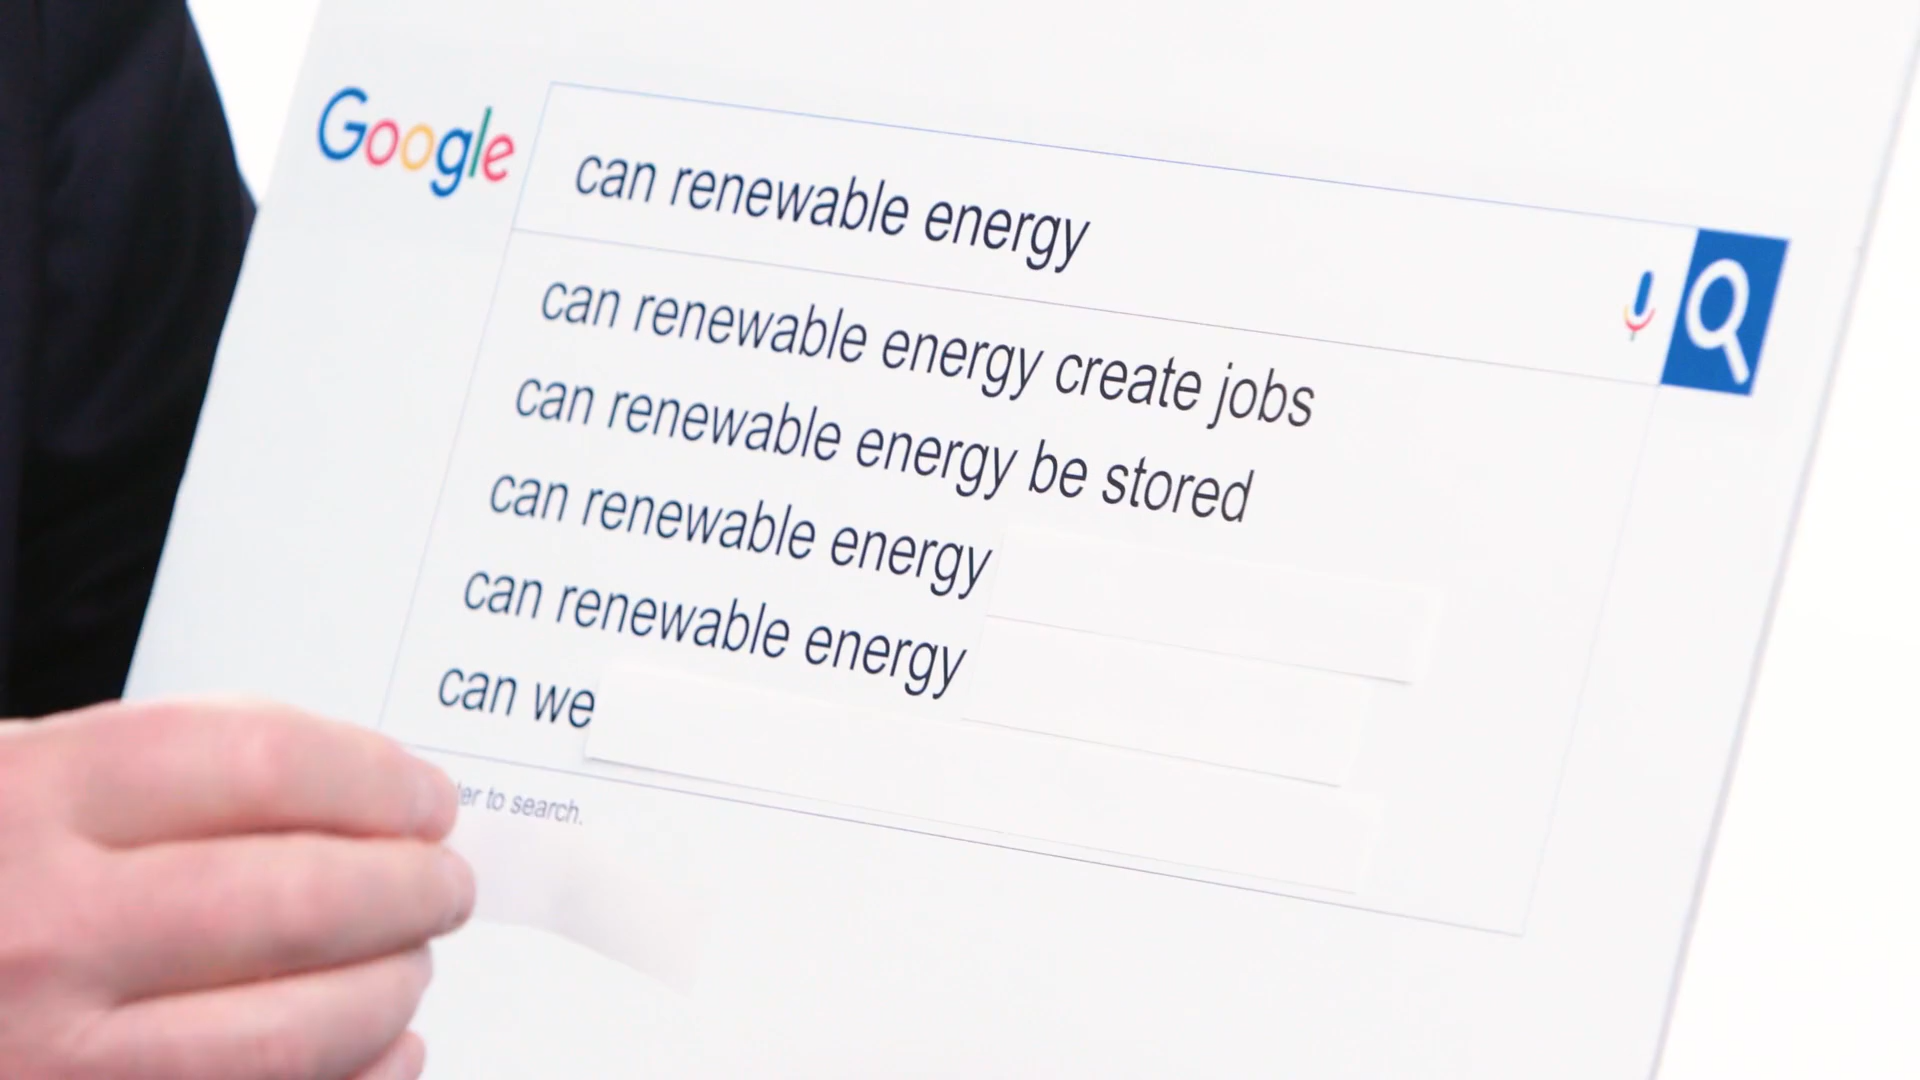 Google
can renewable energy
can renewable energy create jobs
can renewable energy be stored
can renewable energy
can renewable energy
can we
to search.